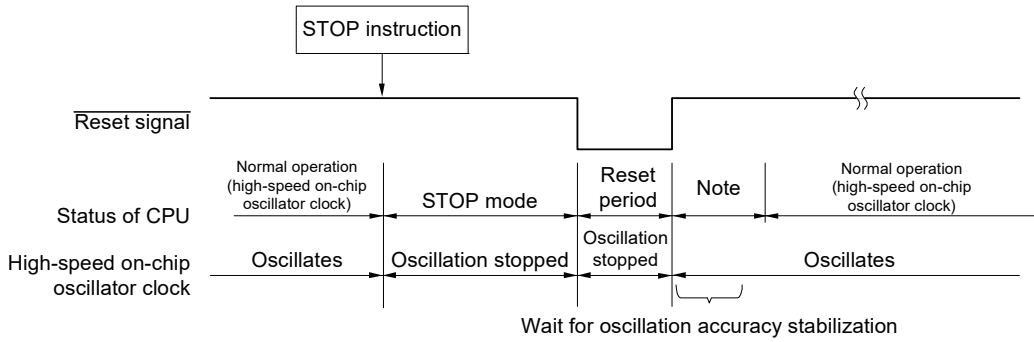 STOP instruction
Reset signal
Status of CPU
Normal operation
(high-speed on-chip
oscillator clock)
STOP mode
Reset
period
Note
Normal operation
(high-speed on-chip
oscillator clock)
High-speed on-chip
oscillator clock
Oscillates
Oscillation stopped
Oscillation
stopped
Oscillates
Wait for oscillation accuracy stabilization